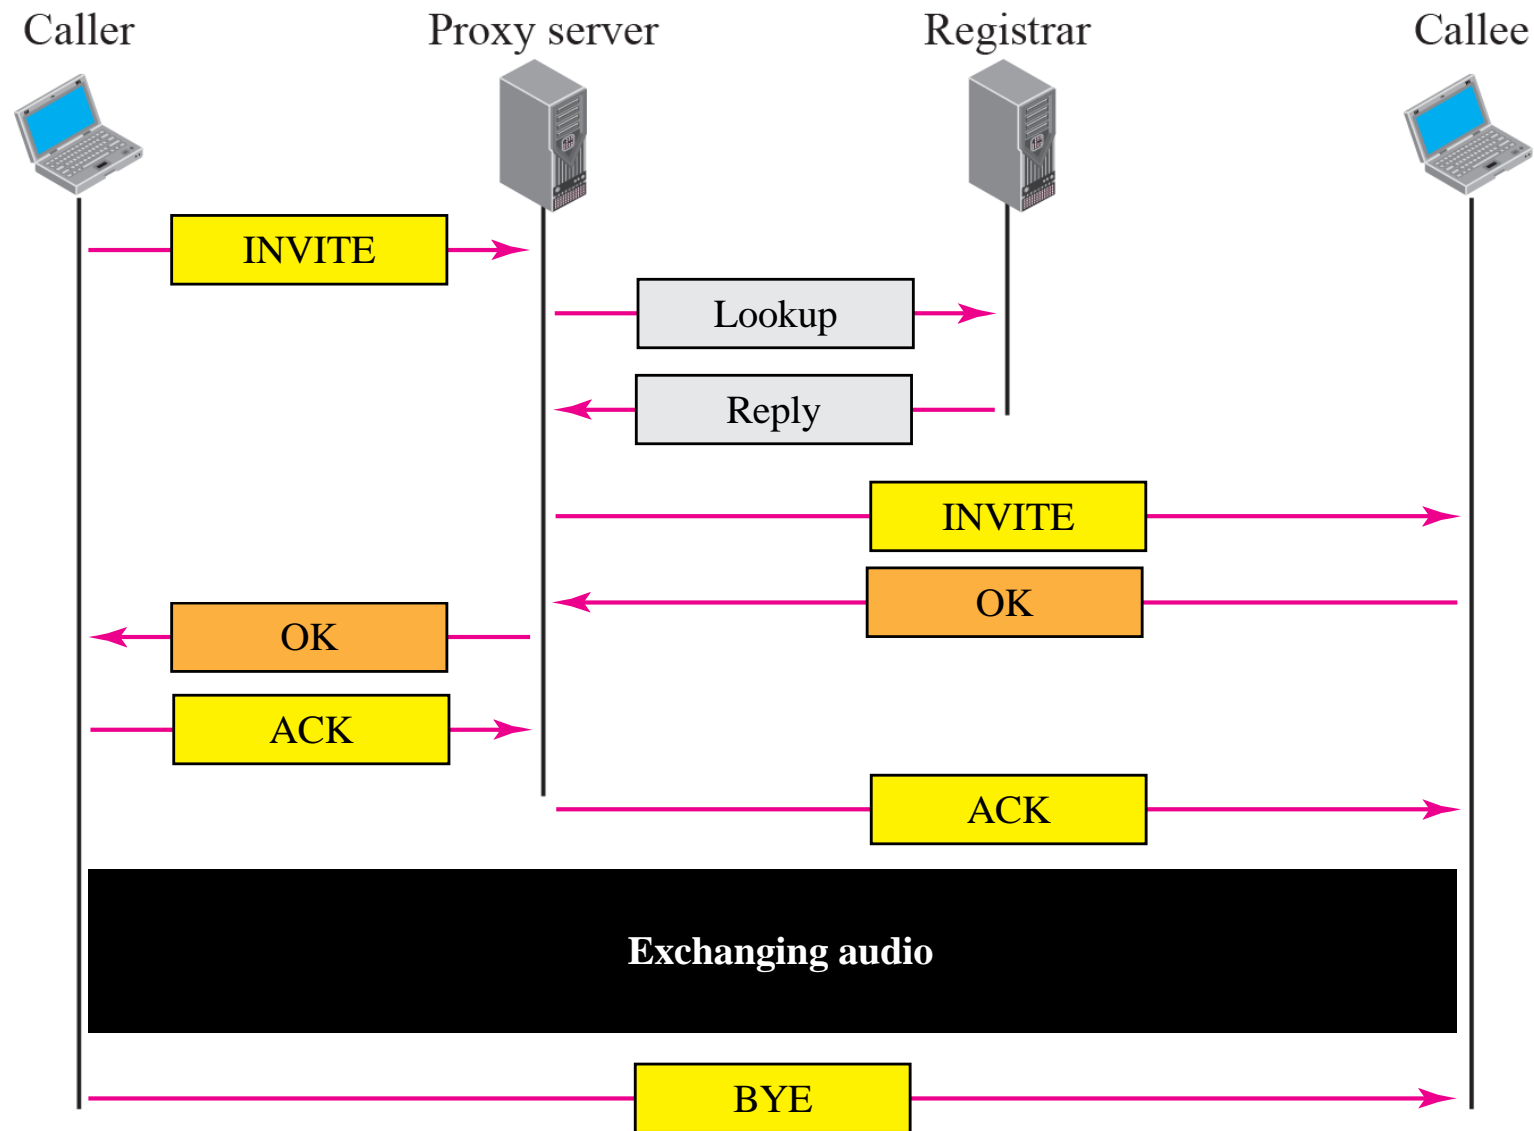 Caller
Proxy server
Registrar
Callee
INVITE
Lookup
Reply
INVITE
OK
OK
ACK
ACK
Exchanging audio
BYE